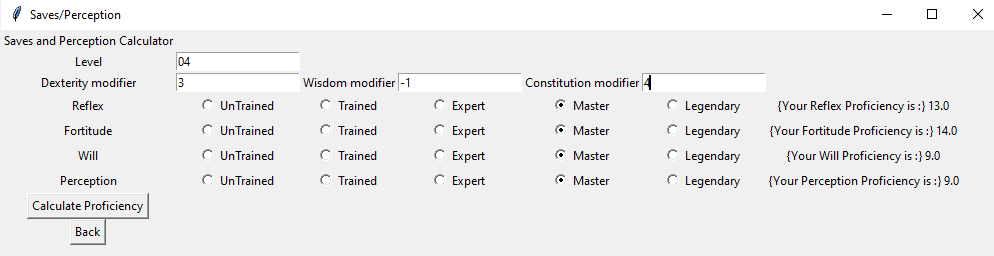 Saves/Perception
Saves and Perception Calculator
Level 04
Dexterity modifier 3 Wisdom modifier -1 Constitution modifier 4
Reflex UnTrained Trained Expert Master Legendary {Your Reflex Proficiency is :} 13.0
Fortitude UnTrained Trained Expert Master Legendary {Your Fortitude Proficiency is :} 14.0
Will UnTrained Trained Expert Master Legendary {Your Will Proficiency is :} 9.0
Perception UnTrained Trained Expert Master Legendary {Your Perception Proficiency is :} 9.0
Calculate Proficiency
Back